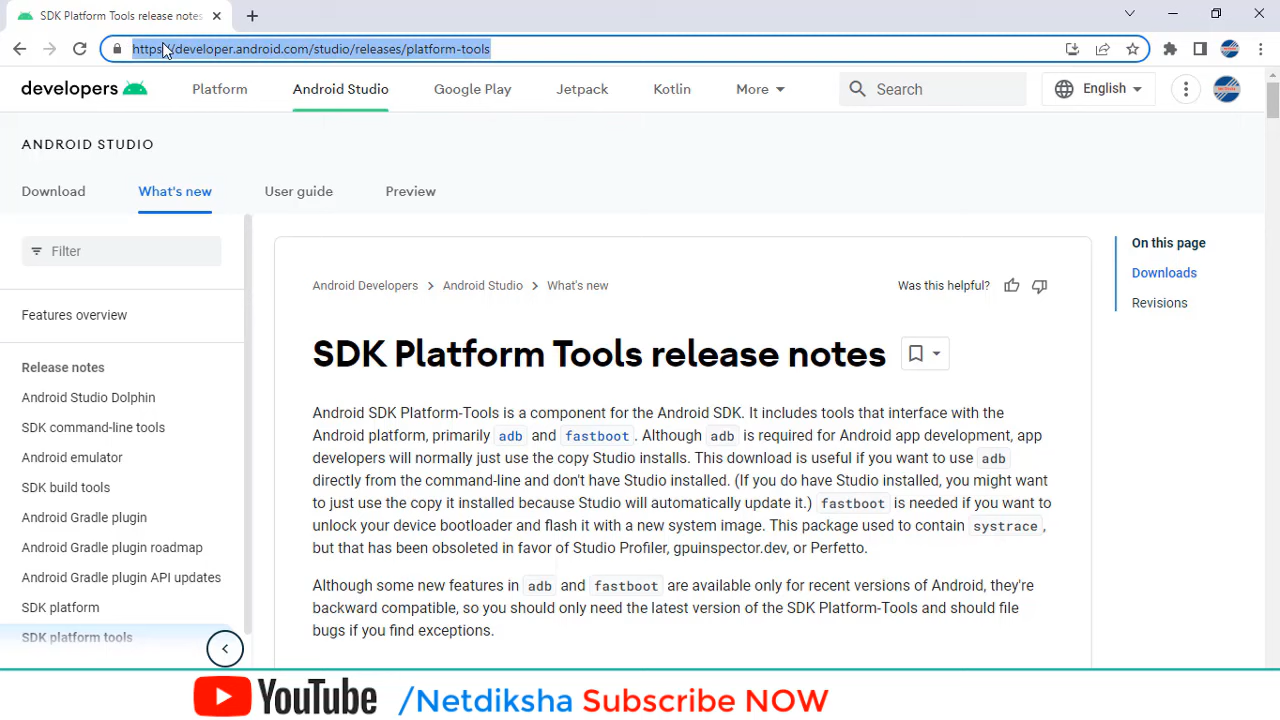 SDK Platform Tools release notes
https://developer.android.com/studio/releases/platform-tools
developers
Platform
Android Studio
Google Play
Jetpack
Kotlin
More
Search
English
ANDROID STUDIO
Download
What's new
User guide
Preview
Filter
Features overview
Release notes
Android Studio Dolphin
SDK command-line tools
Android emulator
SDK build tools
Android Gradle plugin
Android Gradle plugin roadmap
Android Gradle plugin API updates
SDK platform
SDK platform tools
Android Developers > Android Studio > What's new
Was this helpful?
SDK Platform Tools release notes
Android SDK Platform-Tools is a component for the Android SDK. It includes tools that interface with the
Android platform, primarily adb and fastboot. Although adb is required for Android app development, app
developers will normally just use the copy Studio installs. This download is useful if you want to use adb
directly from the command-line and don't have Studio installed. (If you do have Studio installed, you might want
to just use the copy it installed because Studio will automatically update it.) fastboot is needed if you want to
unlock your device bootloader and flash it with a new system image. This package used to contain systrace,
but that has been obsoleted in favor of Studio Profiler, gpuinspector.dev, or Perfetto.
Although some new features in adb and fastboot are available only for recent versions of Android, they're
backward compatible, so you should only need the latest version of the SDK Platform-Tools and should file
bugs if you find exceptions.
On this page
Downloads
Revisions
YouTube /Netdiksha Subscribe NOW